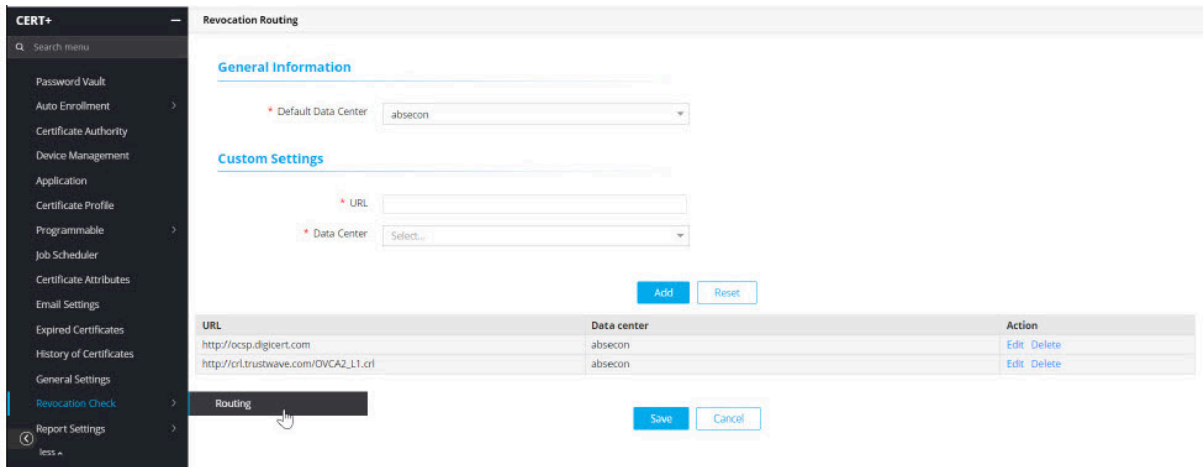 CERT+
Search menu
Password Vault
Auto Enrollment
Certificate Authority
Device Management
Application
Certificate Profile
Programmable
Job Scheduler
Certificate Attributes
Email Settings
Expired Certificates
History of Certificates
General Settings
Revocation Check
Routing
Report Settings
less
Revocation Routing
General Information
* Default Data Center absecon
Custom Settings
* URL
* Data Center Select...
Add Reset
URL Data center Action
http://ocsp.digicert.com absecon Edit Delete
http://crl.trustwave.com/OVCA2_L1.crl absecon Edit Delete
Save Cancel